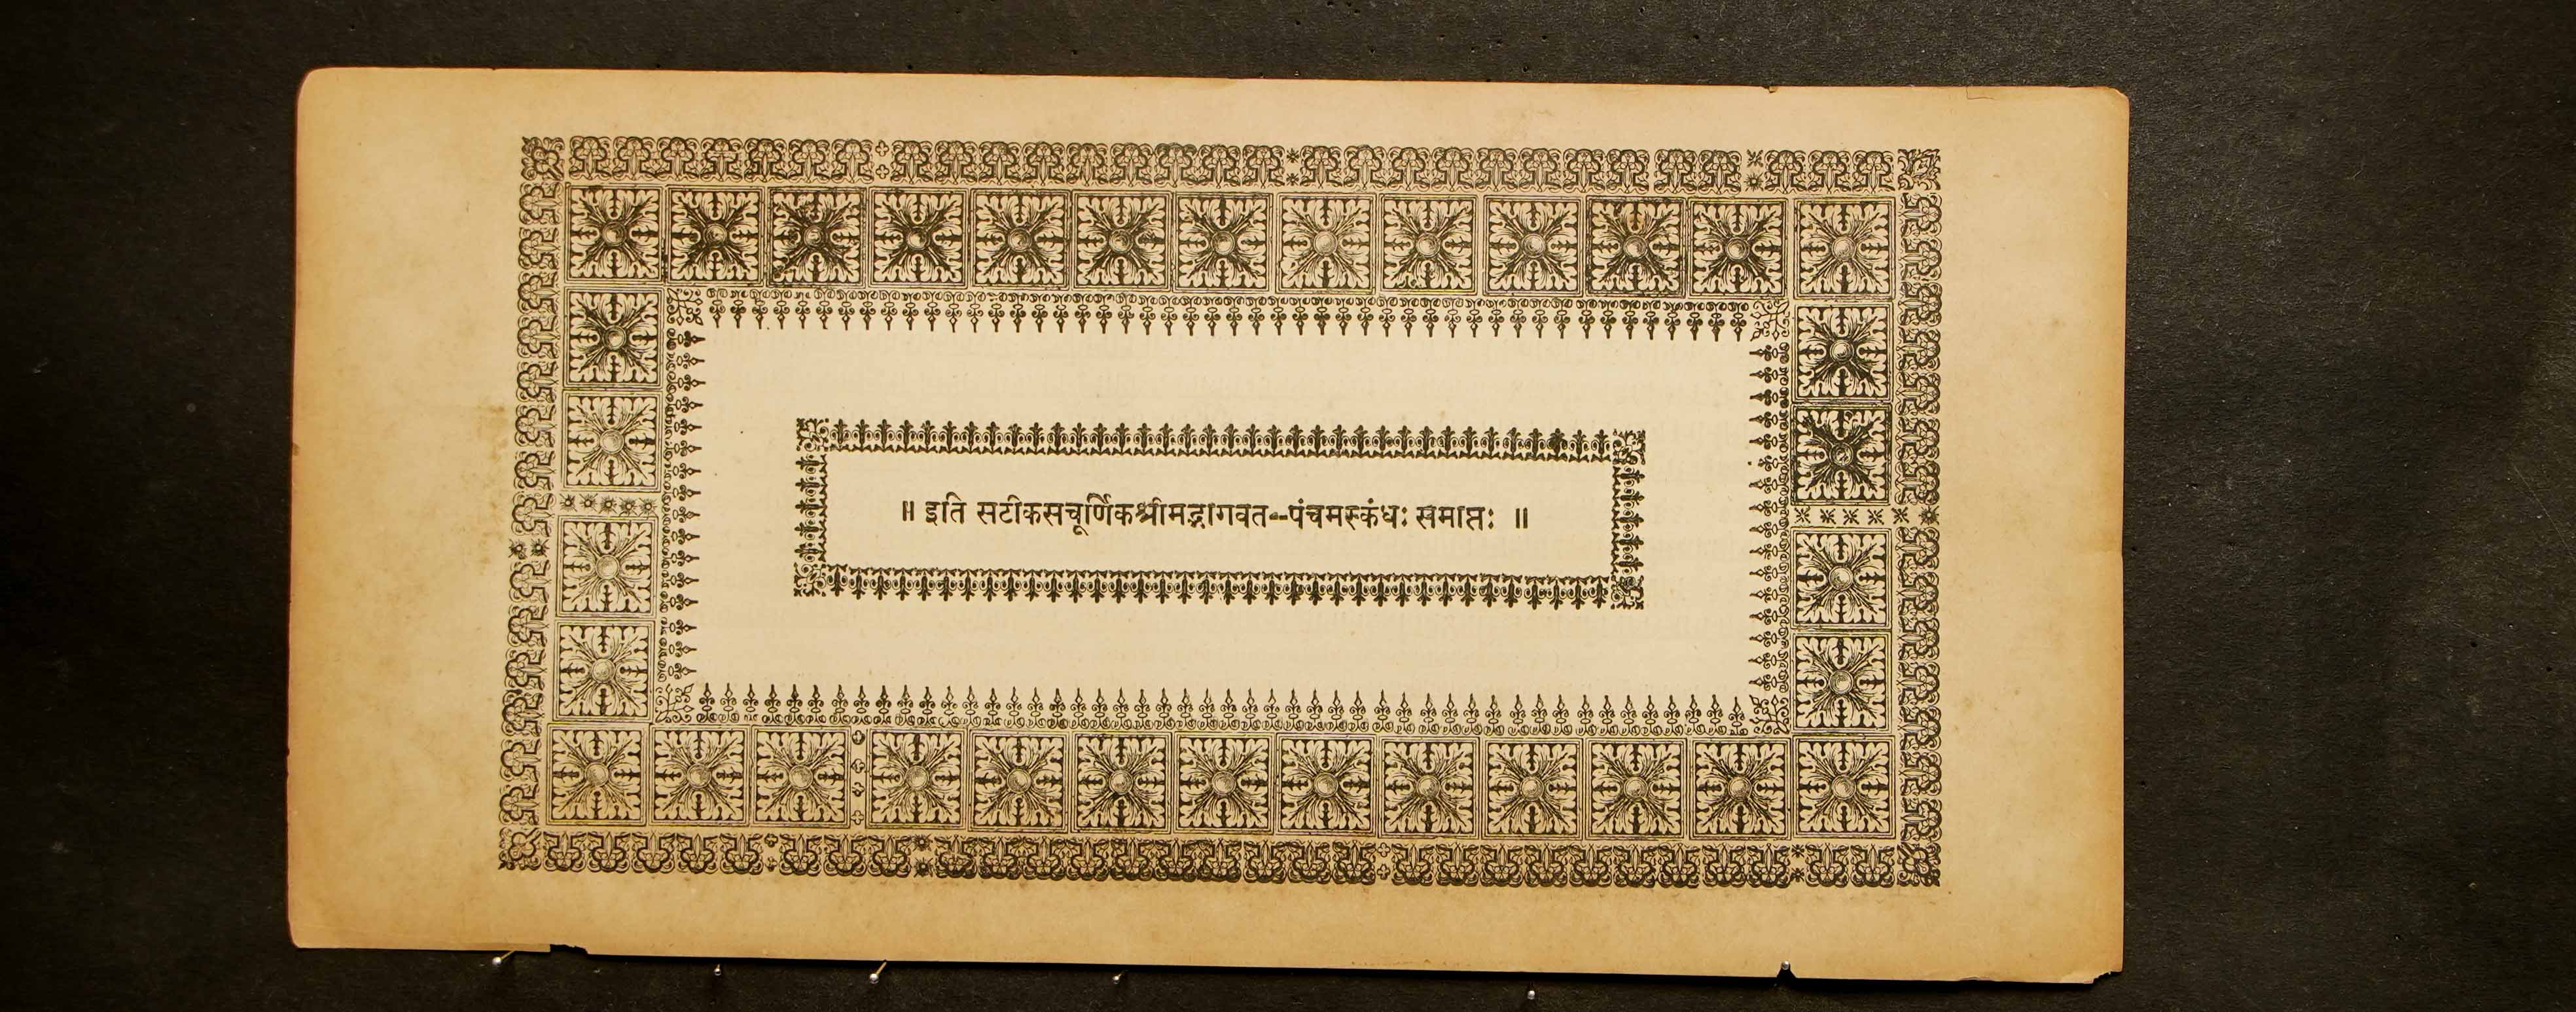 ॥ इति सटीकसचूर्णिकश्रीमद्भागवत--पंचमस्कंधः समाप्तः ॥